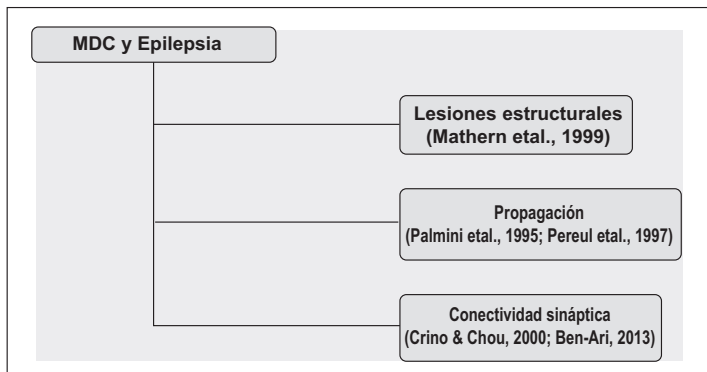 MDC y Epilepsia
Lesiones estructurales
(Mathern etal., 1999)
Propagación
(Palmini etal., 1995; Pereul etal., 1997)
Conectividad sináptica
(Crino & Chou, 2000; Ben-Ari, 2013)